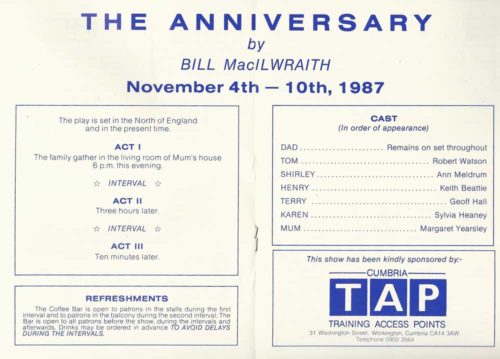 THE ANNIVERSARY
by
BILL MacILWRAITH
November 4th — 10th, 1987
The play is set in the North of England
and in the present time.
ACT I
The family gather in the living room of Mum's house
6 p.m. this evening.
☆ INTERVAL ☆
ACT II
Three hours later.
☆ INTERVAL ☆
ACT III
Ten minutes later.
REFRESHMENTS
The Coffee Bar is open to patrons in the stalls during the first
interval and to patrons in the balcony during the second interval. The
Bar is open to all patrons before the show, during the intervals and
afterwards. Drinks may be ordered in advance TO AVOID DELAYS
DURING THE INTERVALS.
CAST
(In order of appearance)
DAD .......................... Remains on set throughout
TOM .......................... Robert Watson
SHIRLEY .......................... Ann Meldrum
HENRY .......................... Keith Beattie
TERRY .......................... Geoff Hall
KAREN .......................... Sylvia Heaney
MUM .......................... Margaret Yearsley
This show has been kindly sponsored by:-
CUMBRIA
TAP
TRAINING ACCESS POINTS
31 Washington Street, Workington, Cumbria CA14 3AW.
Telephone 0900 2664